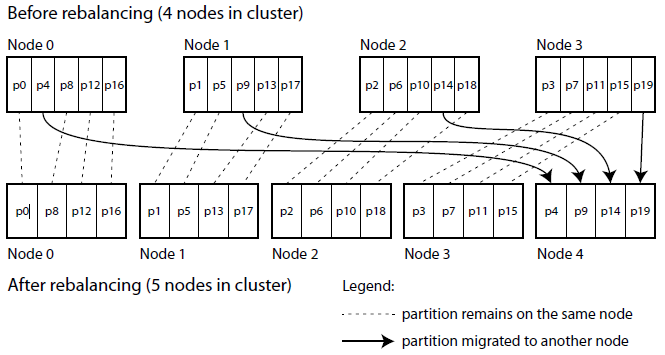 Before rebalancing (4 nodes in cluster)
Node 0 Node 1 Node 2 Node 3
p0 p4 p8 p12 p16 p1 p5 p9 p13 p17 p2 p6 p10 p14 p18 p3 p7 p11 p15 p19
p0 p8 p12 p16 p1 p5 p13 p17 p2 p6 p10 p18 p3 p7 p11 p15 p4 p9 p14 p19
Node 0 Node 1 Node 2 Node 3 Node 4
After rebalancing (5 nodes in cluster)
Legend:
partition remains on the same node
partition migrated to another node